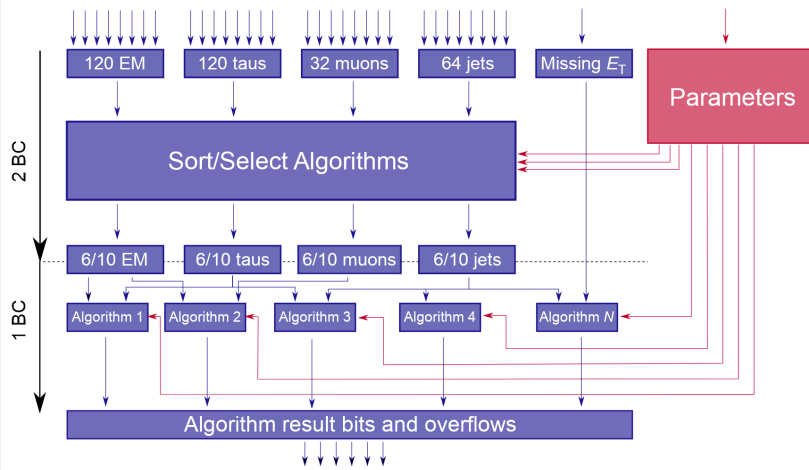 120 EM
120 taus
32 muons
64 jets
Missing E_T
Parameters
2 BC
Sort/Select Algorithms
6/10 EM
6/10 taus
6/10 muons
6/10 jets
1 BC
Algorithm 1
Algorithm 2
Algorithm 3
Algorithm 4
Algorithm N
Algorithm result bits and overflows